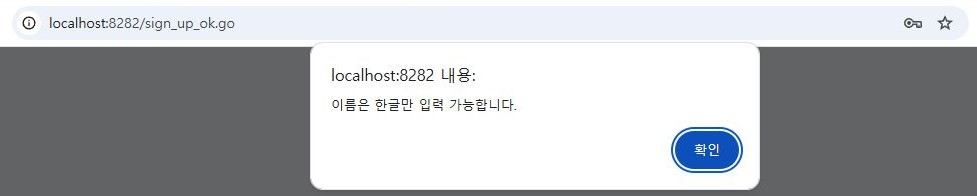 localhost:8282/sign_up_ok.go
localhost:8282 내용:
이름은 한글만 입력 가능합니다.
확인